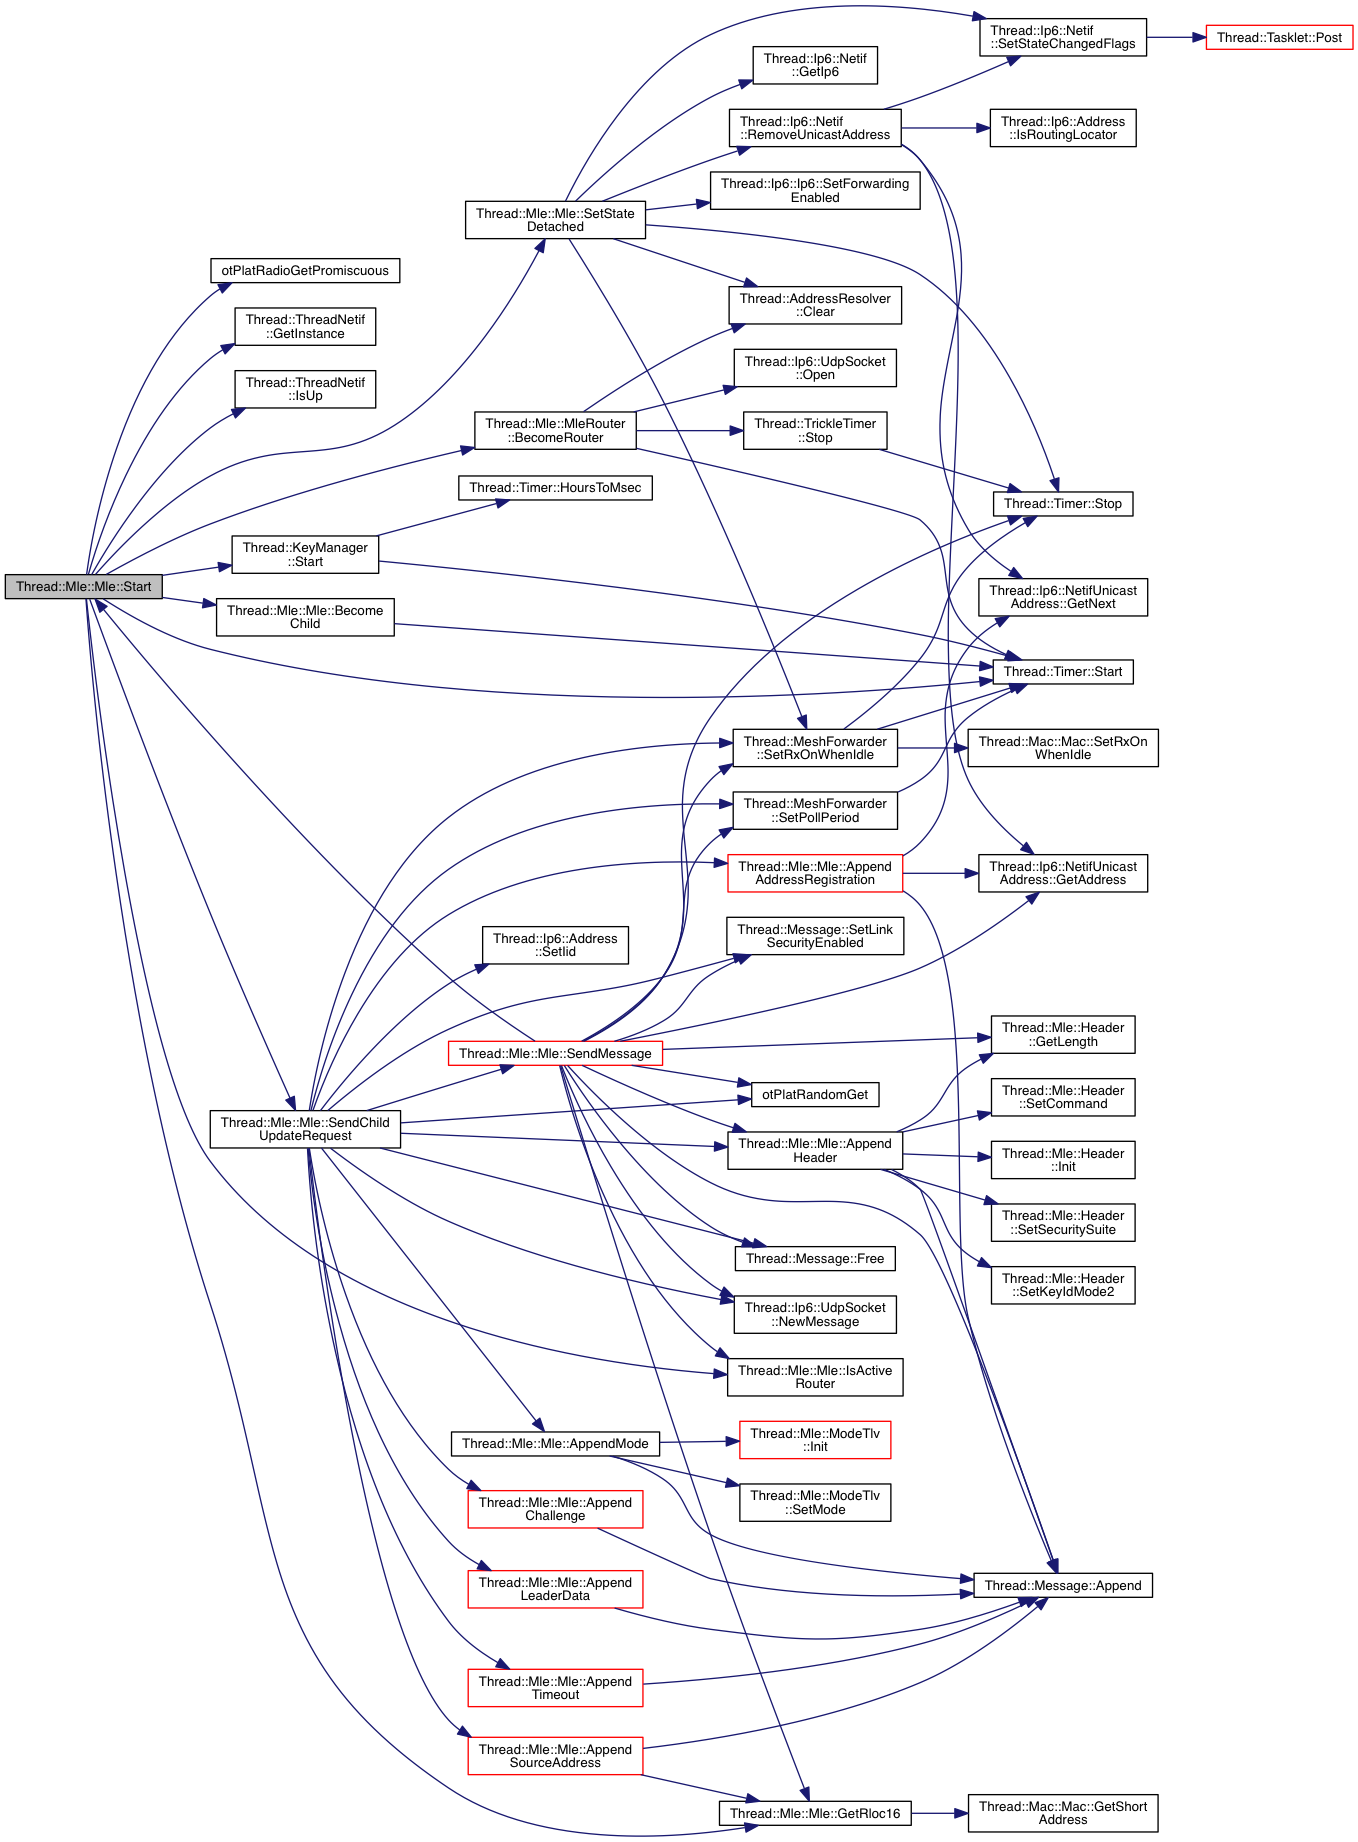 Thread::Mle::Mle::Start
otPlatRadioGetPromiscuous
Thread::ThreadNetif
::GetInstance
Thread::ThreadNetif
::IsUp
Thread::KeyManager
::Start
Thread::Mle::Mle::Become
Child
Thread::Mle::Mle::SendChild
UpdateRequest
Thread::Mle::Mle::SetState
Detached
Thread::Mle::MleRouter
::BecomeRouter
Thread::Timer::HoursToMsec
Thread::Ip6::Address
::SetIid
Thread::Mle::Mle::SendMessage
Thread::Mle::Mle::AppendMode
Thread::Mle::Mle::Append
Challenge
Thread::Mle::Mle::Append
LeaderData
Thread::Mle::Mle::Append
Timeout
Thread::Mle::Mle::Append
SourceAddress
Thread::Ip6::Netif
::GetIp6
Thread::Ip6::Netif
::RemoveUnicastAddress
Thread::Ip6::Ip6::SetForwarding
Enabled
Thread::AddressResolver
::Clear
Thread::Ip6::UdpSocket
::Open
Thread::TrickleTimer
::Stop
Thread::MeshForwarder
::SetRxOnWhenIdle
Thread::MeshForwarder
::SetPollPeriod
Thread::Mle::Mle::Append
AddressRegistration
Thread::Message::SetLink
SecurityEnabled
otPlatRandomGet
Thread::Mle::Mle::Append
Header
Thread::Message::Free
Thread::Ip6::UdpSocket
::NewMessage
Thread::Mle::Mle::IsActive
Router
Thread::Mle::ModeTlv
::Init
Thread::Mle::ModeTlv
::SetMode
Thread::Mle::Mle::GetRloc16
Thread::Ip6::Netif
::SetStateChangedFlags
Thread::Ip6::Address
::IsRoutingLocator
Thread::Timer::Stop
Thread::Ip6::NetifUnicast
Address::GetNext
Thread::Timer::Start
Thread::Mac::Mac::SetRxOn
WhenIdle
Thread::Ip6::NetifUnicast
Address::GetAddress
Thread::Mle::Header
::GetLength
Thread::Mle::Header
::SetCommand
Thread::Mle::Header
::Init
Thread::Mle::Header
::SetSecuritySuite
Thread::Mle::Header
::SetKeyIdMode2
Thread::Message::Append
Thread::Mac::Mac::GetShort
Address
Thread::Tasklet::Post